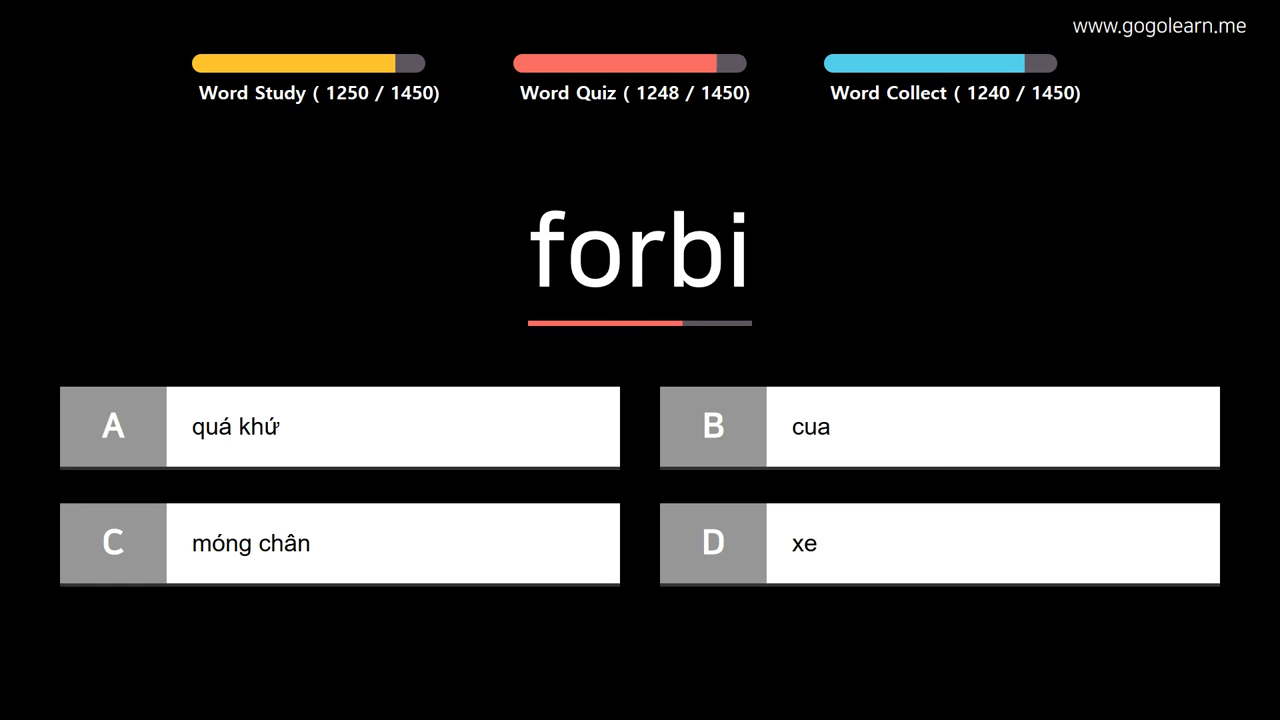 www.gogolearn.me
Word Study ( 1250 / 1450)
Word Quiz ( 1248 / 1450)
Word Collect ( 1240 / 1450)
forbi
A
quá khứ
B
cua
C
móng chân
D
xe